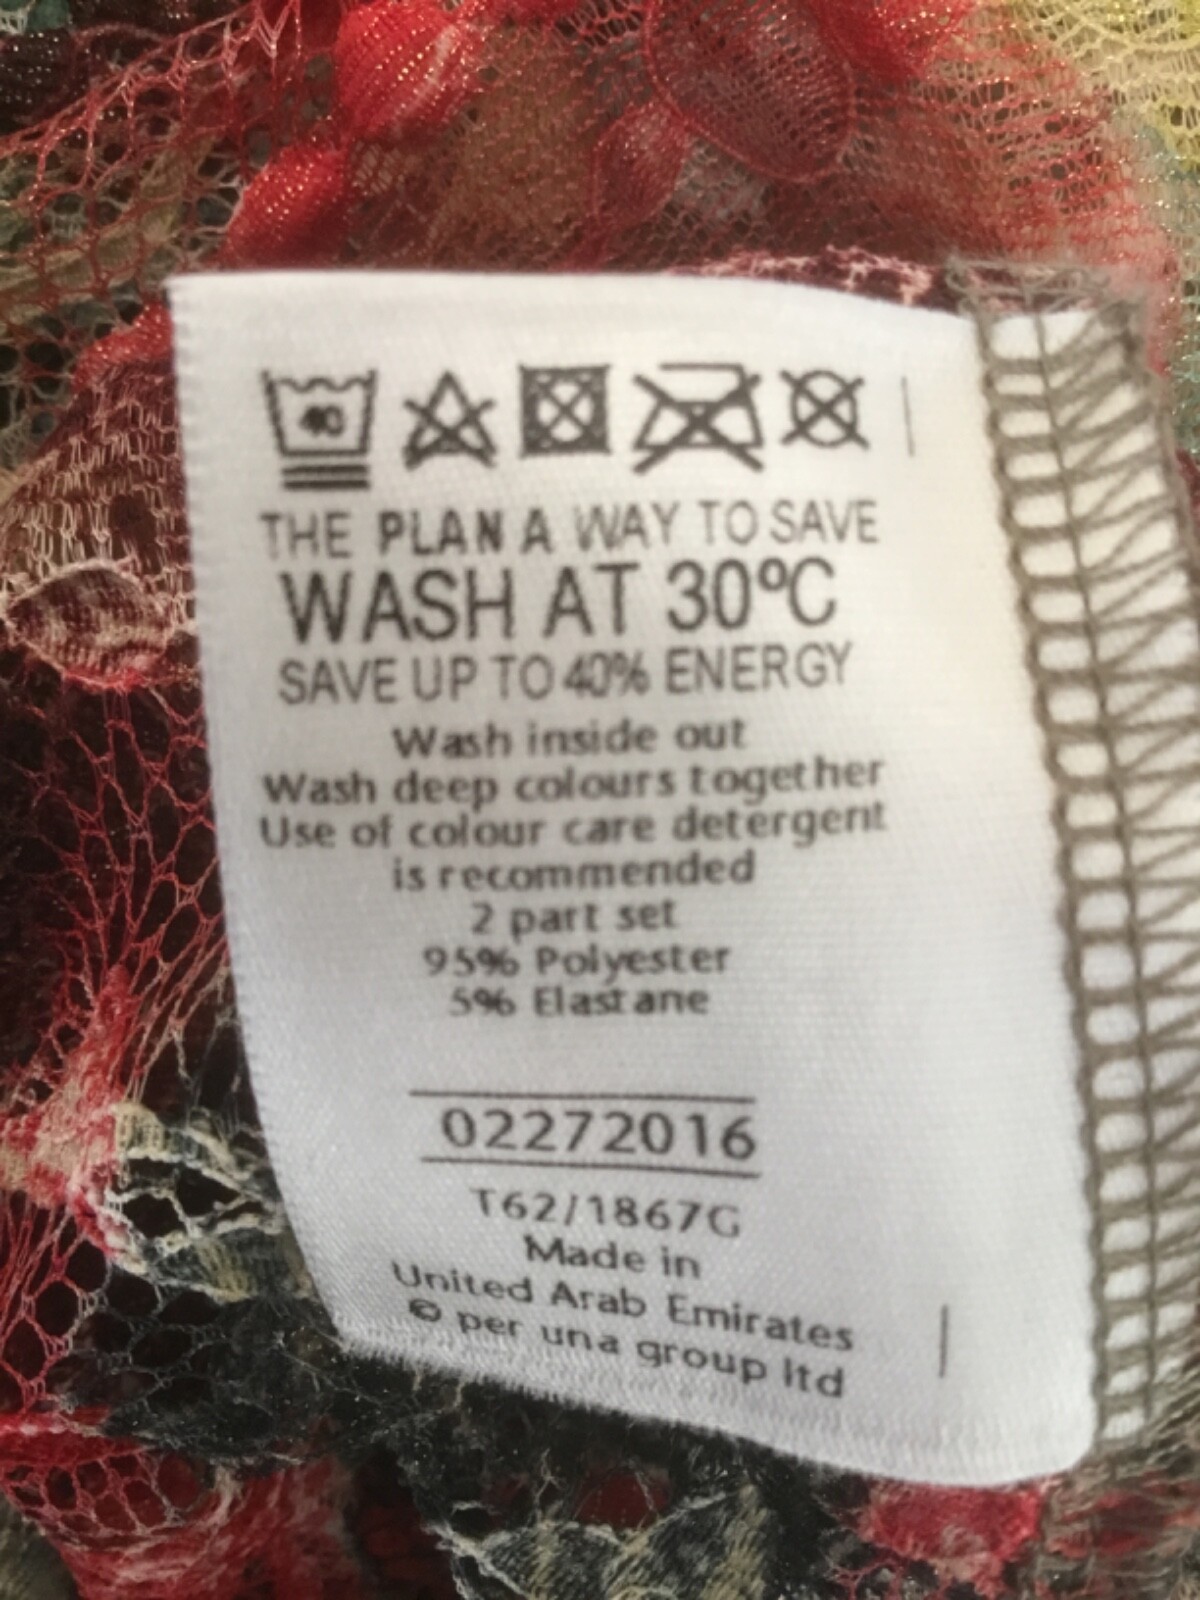 40
THE PLAN A WAY TO SAVE
WASH AT 30ºC
SAVE UP TO 40% ENERGY
Wash inside out
Wash deep colours together
Use of colour care detergent
is recommended
2 part set
95% Polyester
5% Elastane
02272016
T62/1867G
Made in
United Arab Emirates
© per una group ltd